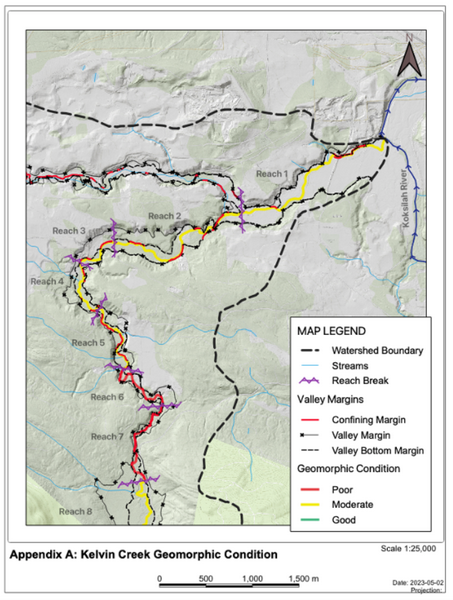 N
Reach 1
Koksilah River
Reach 2
Reach 3
Reach 4
Reach 5
Reach 6
Reach 7
Reach 8
MAP LEGEND
Watershed Boundary
Streams
Reach Break
Valley Margins
Confining Margin
Valley Margin
Valley Bottom Margin
Geomorphic Condition
Poor
Moderate
Good
Appendix A: Kelvin Creek Geomorphic Condition
Scale 1:25,000
0 500 1,000 1,500 m
Date: 2023-05-02
Projection: